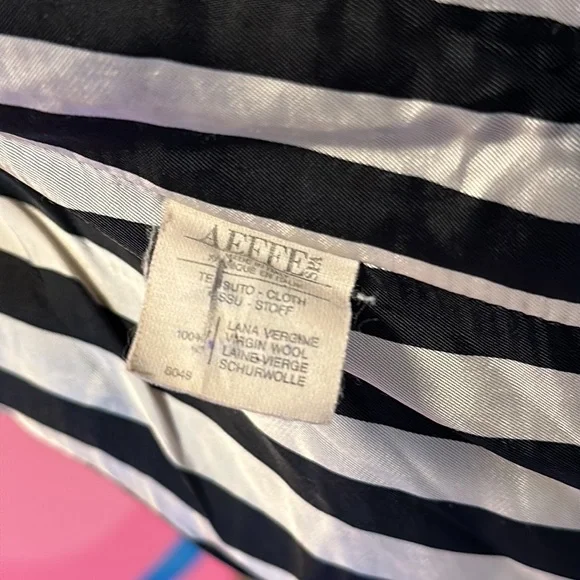 AEFFE SPA
TESSUTO - CLOTH
TISSU - STOFF
LANA VERGINE
100% VIRGIN WOOL
LAINE-VIERGE
SCHURWOLLE